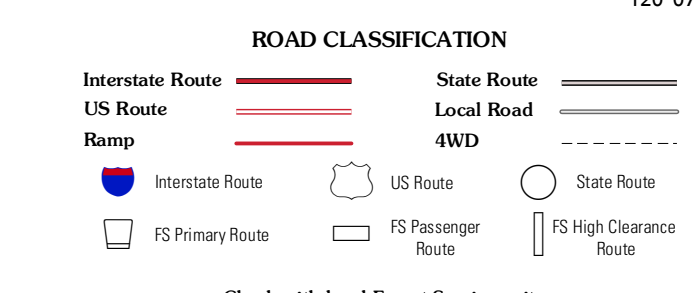 ROAD CLASSIFICATION
Interstate Route
State Route
US Route
Local Road
Ramp
4WD
Interstate Route
US Route
State Route
FS Primary Route
FS Passenger
Route
FS High Clearance
Route